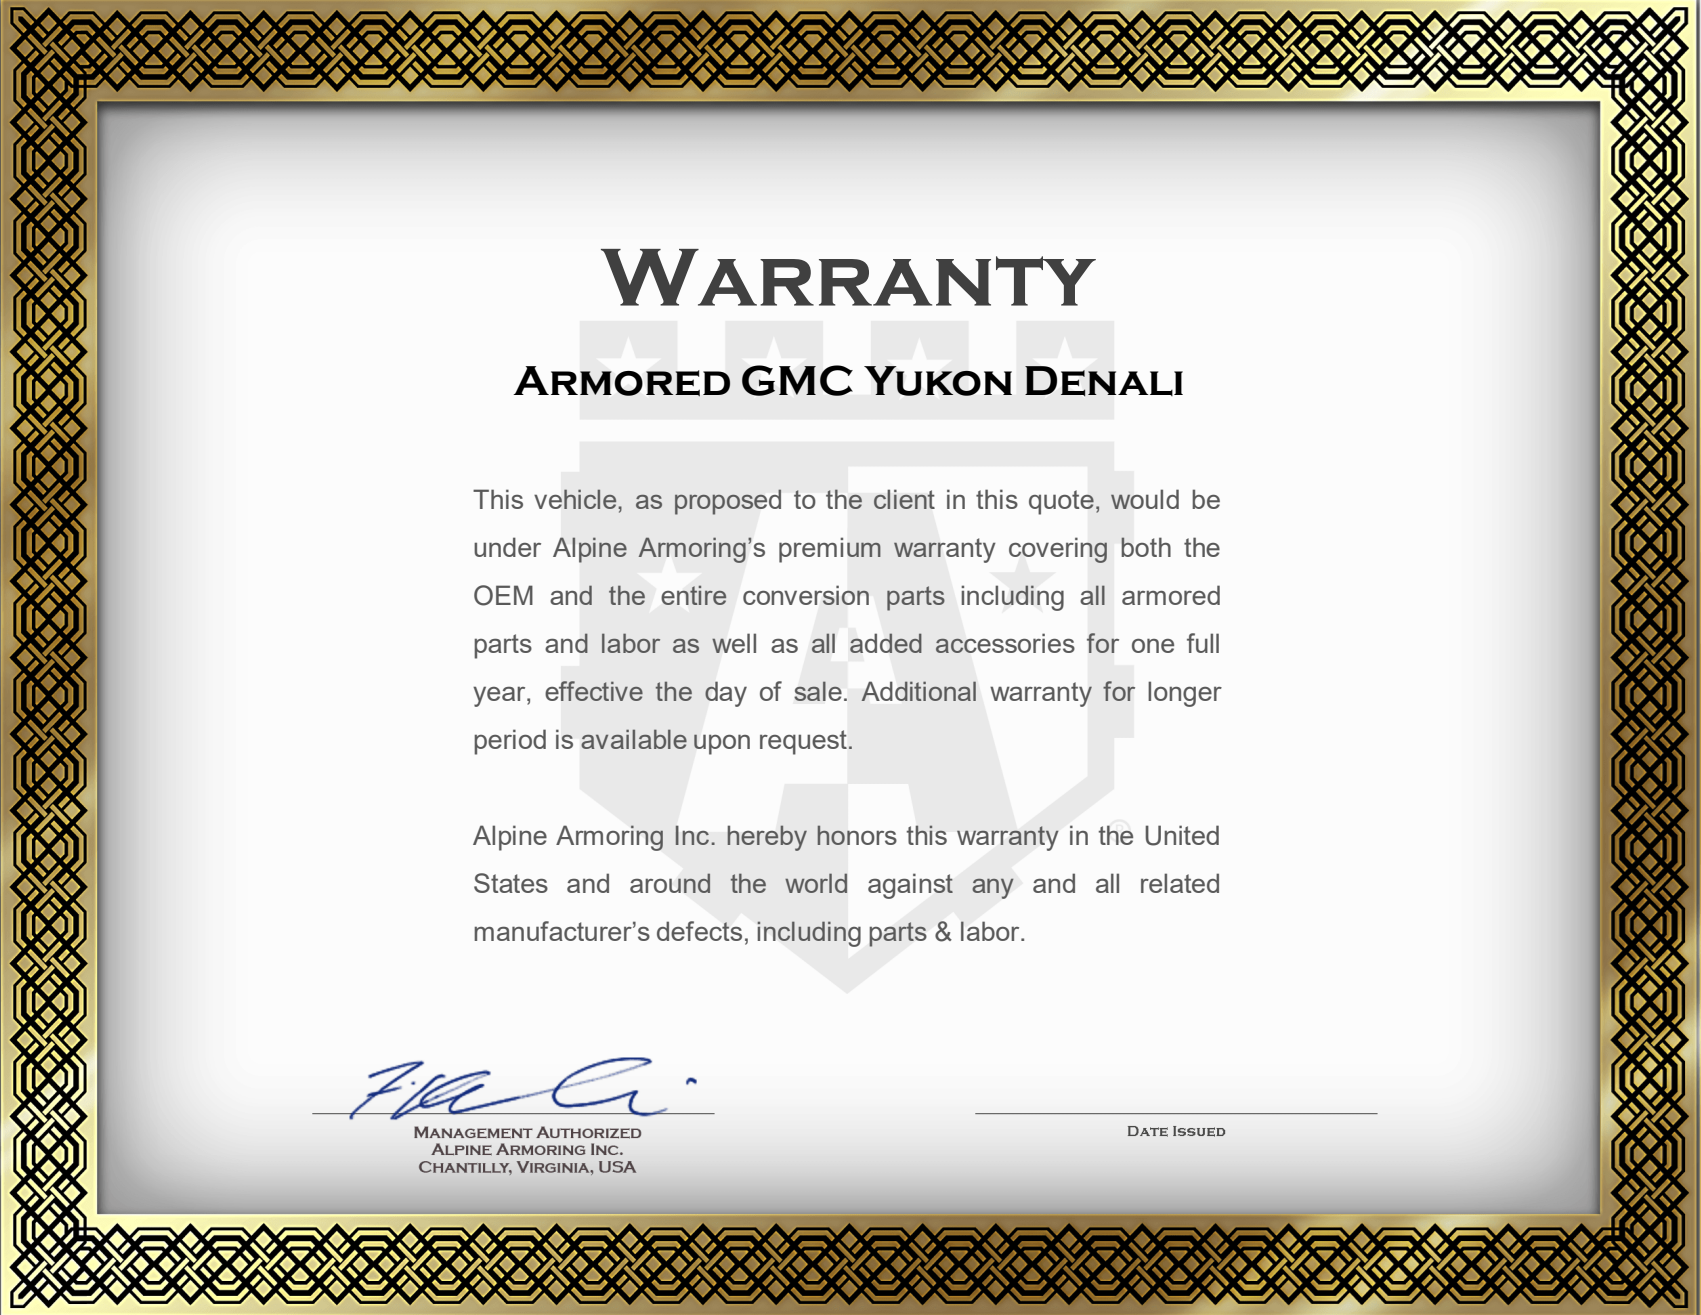 Warranty
Armored GMC Yukon Denali
This vehicle, as proposed to the client in this quote, would be
under Alpine Armoring’s premium warranty covering both the
OEM and the entire conversion parts including all armored
parts and labor as well as all added accessories for one full
year, effective the day of sale. Additional warranty for longer
period is available upon request.
Alpine Armoring Inc. hereby honors this warranty in the United
States and around the world against any and all related
manufacturer’s defects, including parts & labor.
Management Authorized
Alpine Armoring Inc.
Chantilly, Virginia, USA
Date Issued